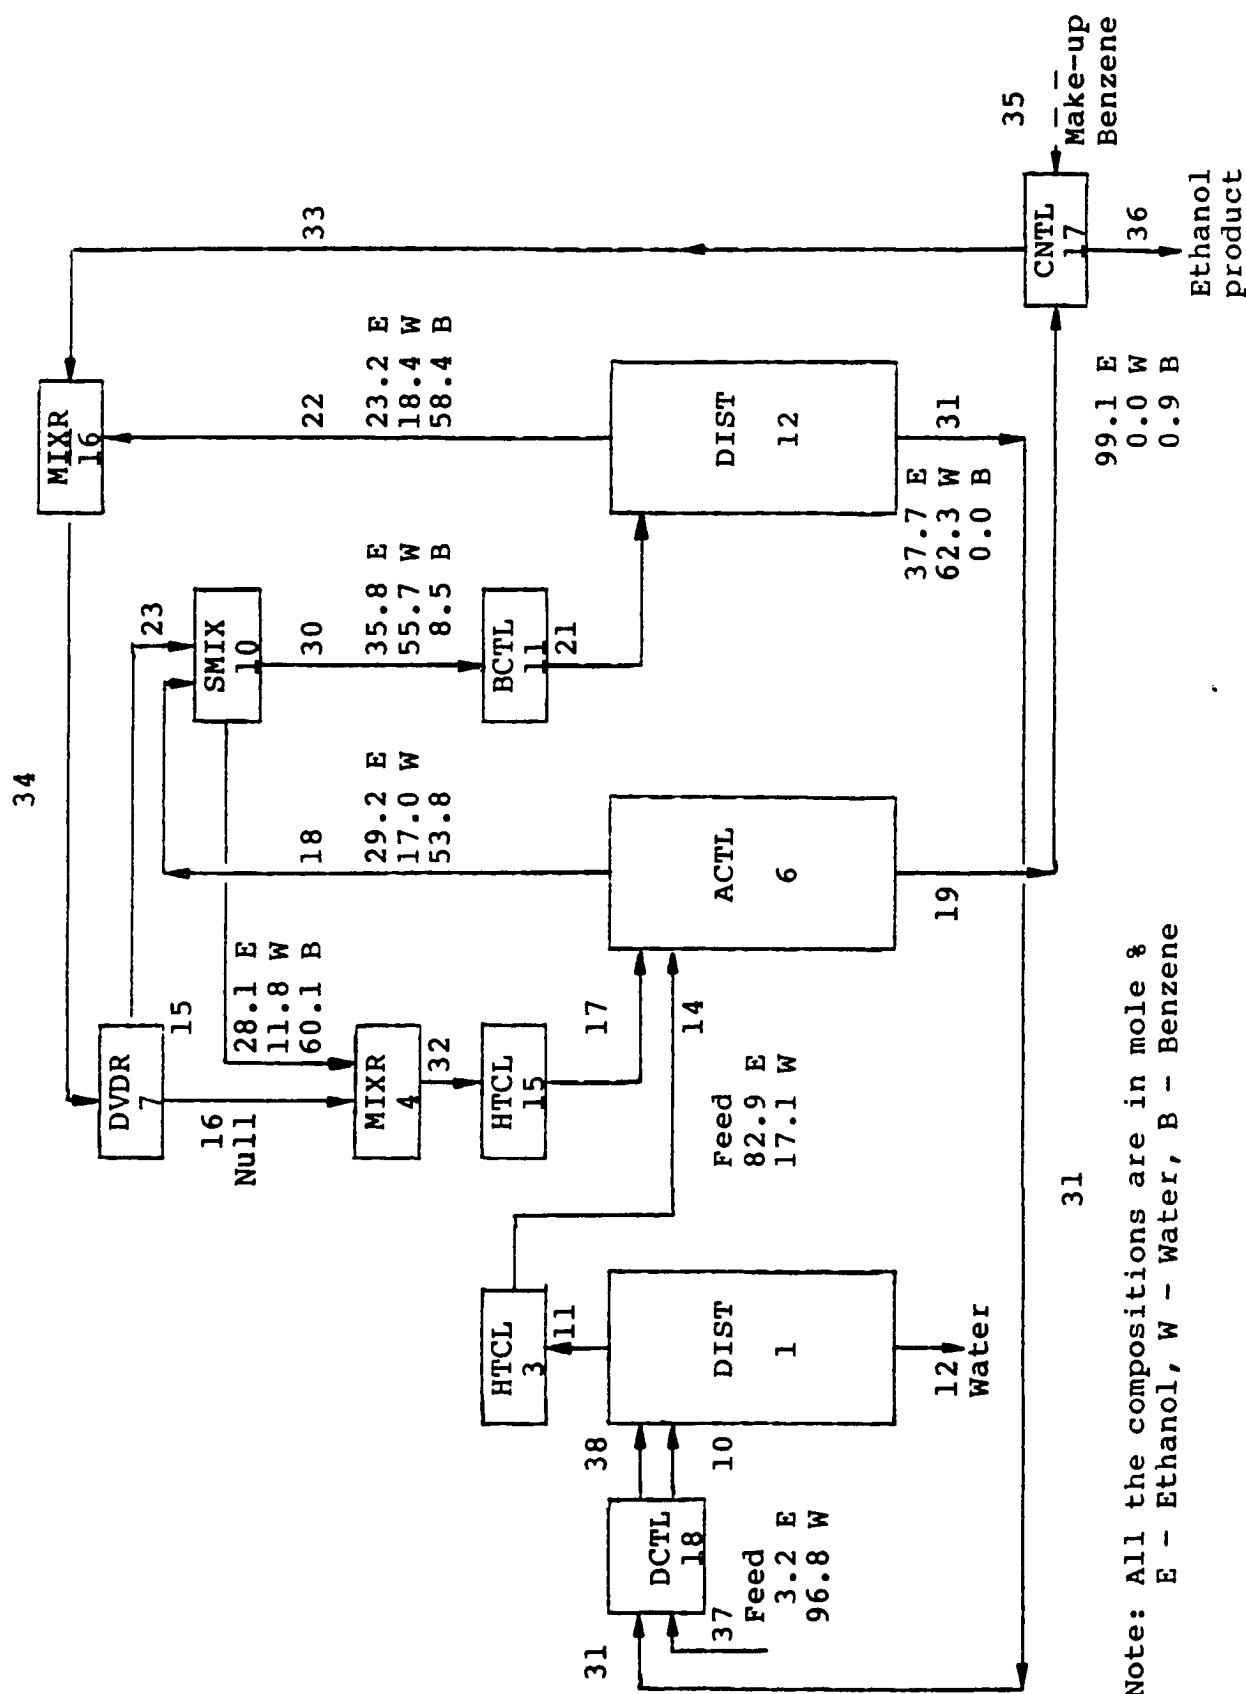 34
MIXR
16
33
DVDR
7
15
23
SMIX
10
16
Null
28.1 E
11.8 W
60.1 B
18
29.2 E
17.0 W
53.8
30
35.8 E
55.7 W
8.5 B
22
23.2 E
18.4 W
58.4 B
MIXR
4
32
HTCL
15
BCTL
11
21
HTCL
3
11
17
14
Feed
82.9 E
17.1 W
DIST
1
ACTL
6
DIST
12
38
10
DCTL
18
31
37
Feed
3.2 E
96.8 W
12
Water
19
37.7 E
62.3 W
0.0 B
31
35
Make-up
Benzene
CNTL
17
36
Ethanol
product
99.1 E
0.0 W
0.9 B
31
Note: All the compositions are in mole %
E - Ethanol, W - Water, B - Benzene